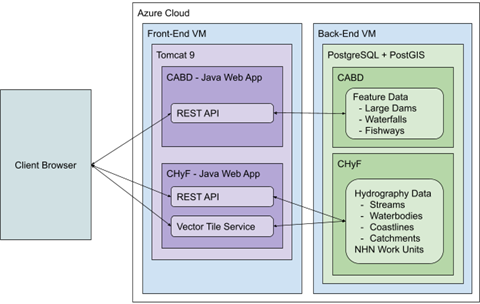 Azure Cloud
Front-End VM
Back-End VM
Tomcat 9
PostgreSQL + PostGIS
CABD - Java Web App
CABD
REST API
Feature Data
- Large Dams
- Waterfalls
- Fishways
Client Browser
CHyF - Java Web App
CHyF
REST API
Vector Tile Service
Hydrography Data
- Streams
- Waterbodies
- Coastlines
- Catchments
NHN Work Units